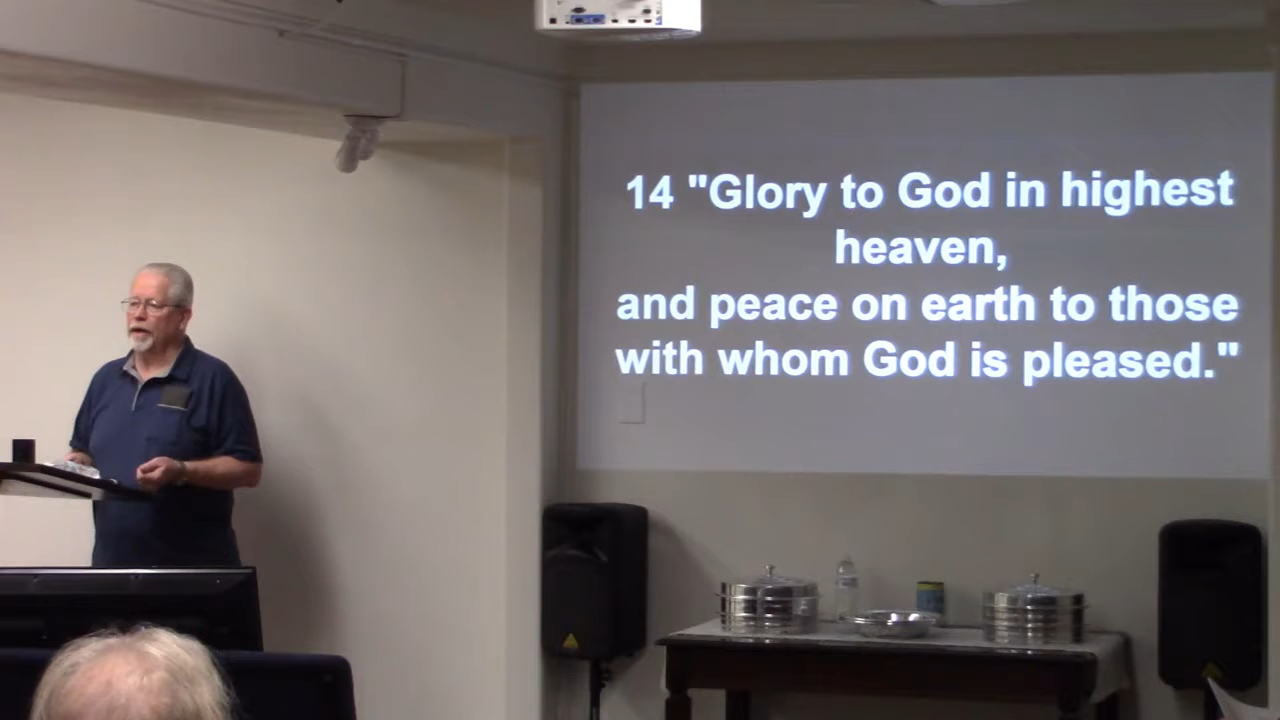 14 "Glory to God in highest
heaven,
and peace on earth to those
with whom God is pleased."